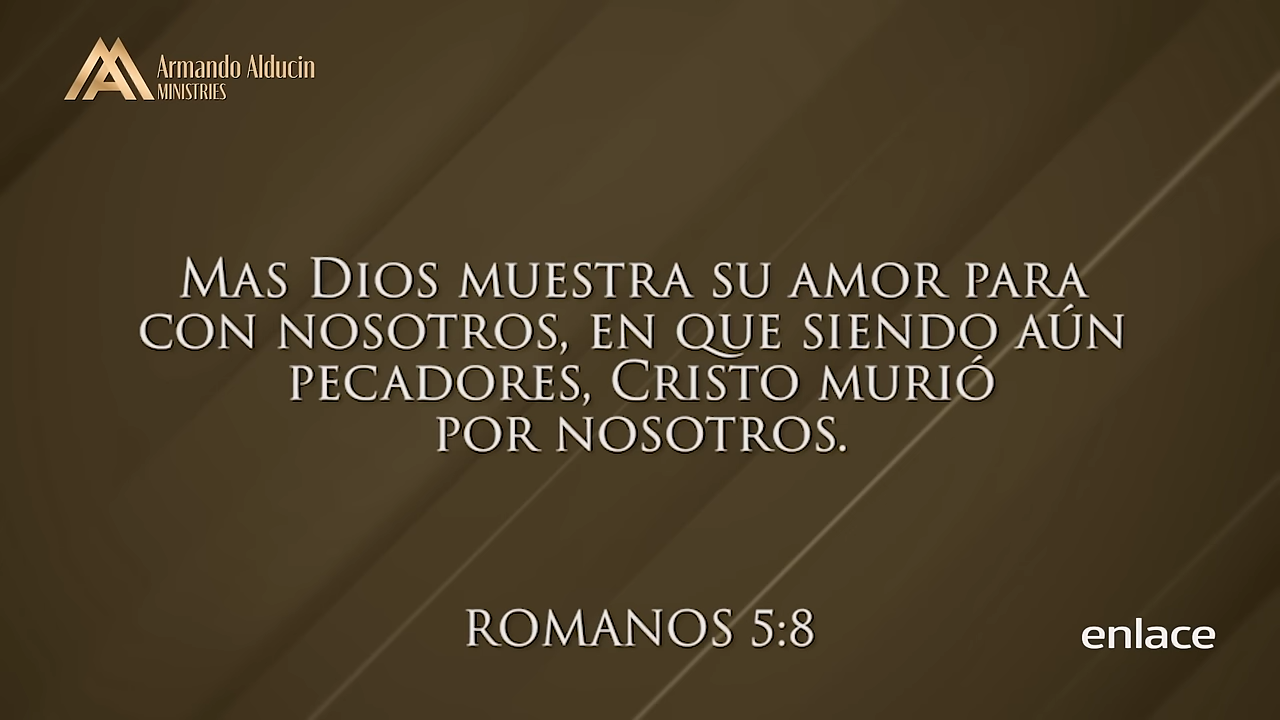 Armando Alducin
MINISTRIES
Mas Dios muestra su amor para
con nosotros, en que siendo aún
pecadores, Cristo murió
por nosotros.
ROMANOS 5:8
enlace